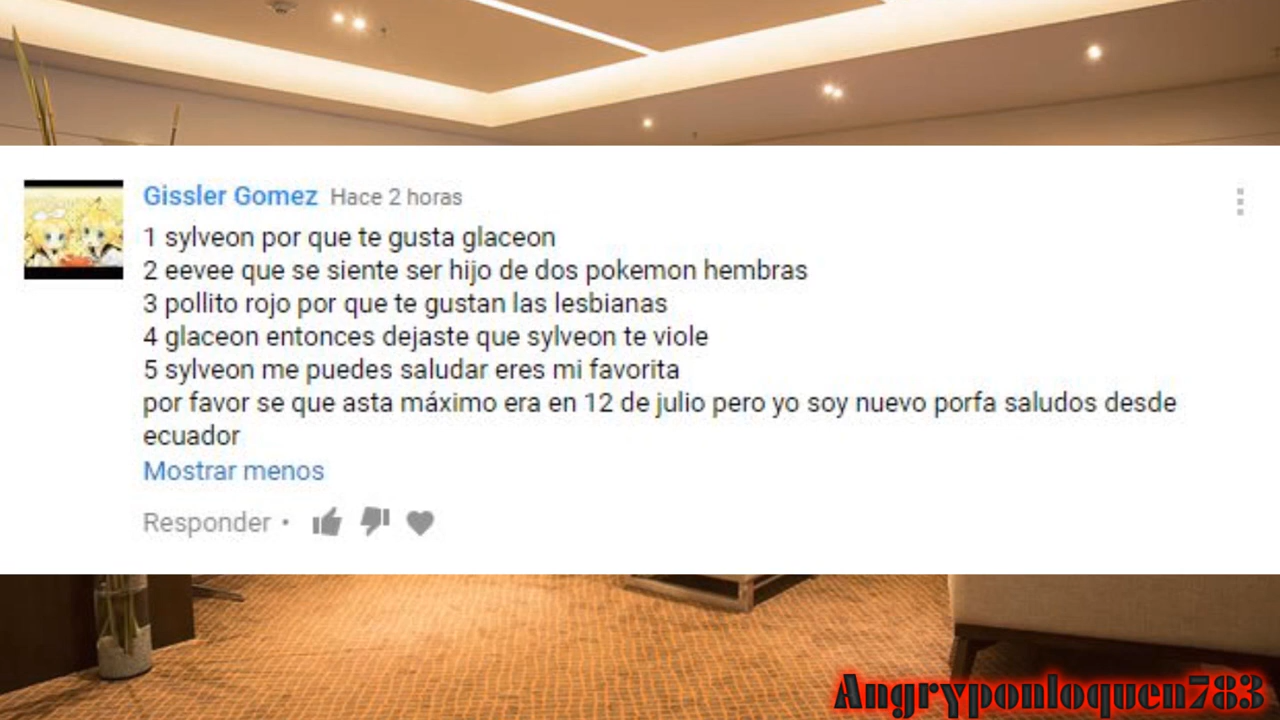 Gissler Gomez Hace 2 horas
1 sylveon por que te gusta glaceon
2 eevee que se siente ser hijo de dos pokemon hembras
3 pollito rojo por que te gustan las lesbianas
4 glaceon entonces dejaste que sylveon te viole
5 sylveon me puedes saludar eres mi favorita
por favor se que asta máximo era en 12 de julio pero yo soy nuevo porfa saludos desde
ecuador
Mostrar menos
Responder •
Angryponloquen783